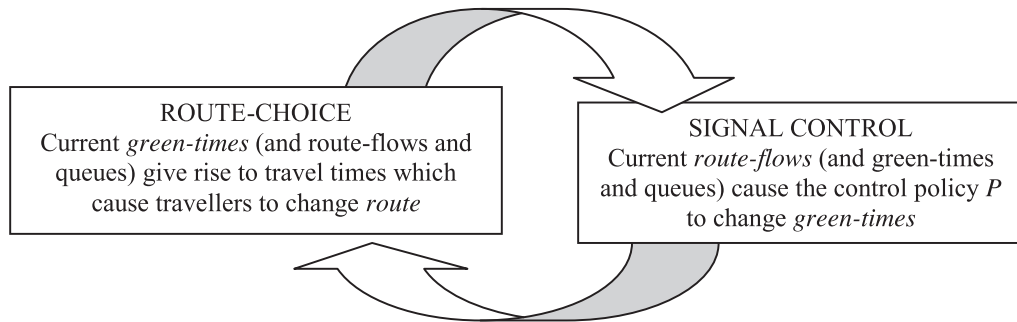 ROUTE-CHOICE
Current green-times (and route-flows and
queues) give rise to travel times which
cause travellers to change route
SIGNAL CONTROL
Current route-flows (and green-times
and queues) cause the control policy P
to change green-times